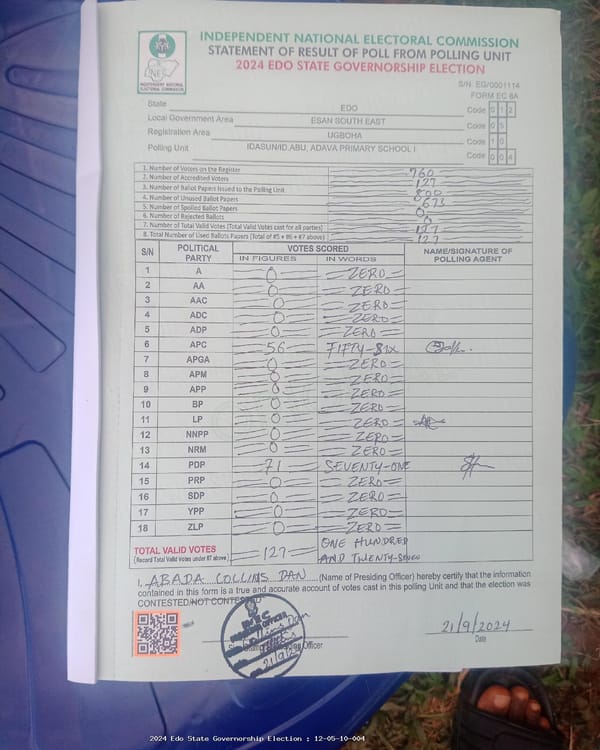 INDEPENDENT NATIONAL ELECTORAL COMMISSION
STATEMENT OF RESULT OF POLL FROM POLLING UNIT
2024 EDO STATE GOVERNORSHIP ELECTION
INDEPENDENT NATIONAL ELECTORAL COMMISSION
S/N: EG/0001114
FORM EC 8A
State EDO Code 0 1 2
Local Government Area ESAN SOUTH EAST Code 0 5
Registration Area UGBOHA Code 1 0
Polling Unit IDASUN/ID.ABU, ADAVA PRIMARY SCHOOL I Code 0 0 4
1. Number of Voters on the Register 760
2. Number of Accredited Voters 127
3. Number of Ballot Papers Issued to the Polling Unit 800
4. Number of Unused Ballot Papers 673
5. Number of Spoiled Ballot Papers 0
6. Number of Rejected Ballots 0
7. Number of Total Valid Votes (Total Valid Votes cast for all parties) 127
8. Total Number of Used Ballots Papers (Total of #5 + #6 + #7 above) 127
S/N POLITICAL PARTY VOTES SCORED NAME/SIGNATURE OF POLLING AGENT
IN FIGURES IN WORDS
1 A 0 ZERO
2 AA 0 ZERO
3 AAC 0 ZERO
4 ADC 0 ZERO
5 ADP 0 ZERO
6 APC 56 FIFTY-SIX
7 APGA 0 ZERO
8 APM 0 ZERO
9 APP 0 ZERO
10 BP 0 ZERO
11 LP 0 ZERO
12 NNPP 0 ZERO
13 NRM 0 ZERO
14 PDP 71 SEVENTY-ONE
15 PRP 0 ZERO
16 SDP 0 ZERO
17 YPP 0 ZERO
18 ZLP 0 ZERO
TOTAL VALID VOTES 127 ONE HUNDRED
(Record Total Valid Votes under #7 above) AND TWENTY-SEVEN
I, ABADA COLLINS DAN (Name of Presiding Officer) hereby certify that the information
contained in this form is a true and accurate account of votes cast in this polling Unit and that the election was
CONTESTED/NOT CONTESTED
INEC
21/9/2024
Officer
21/9/2024
Date
2024 Edo State Governorship Election : 12-05-10-004